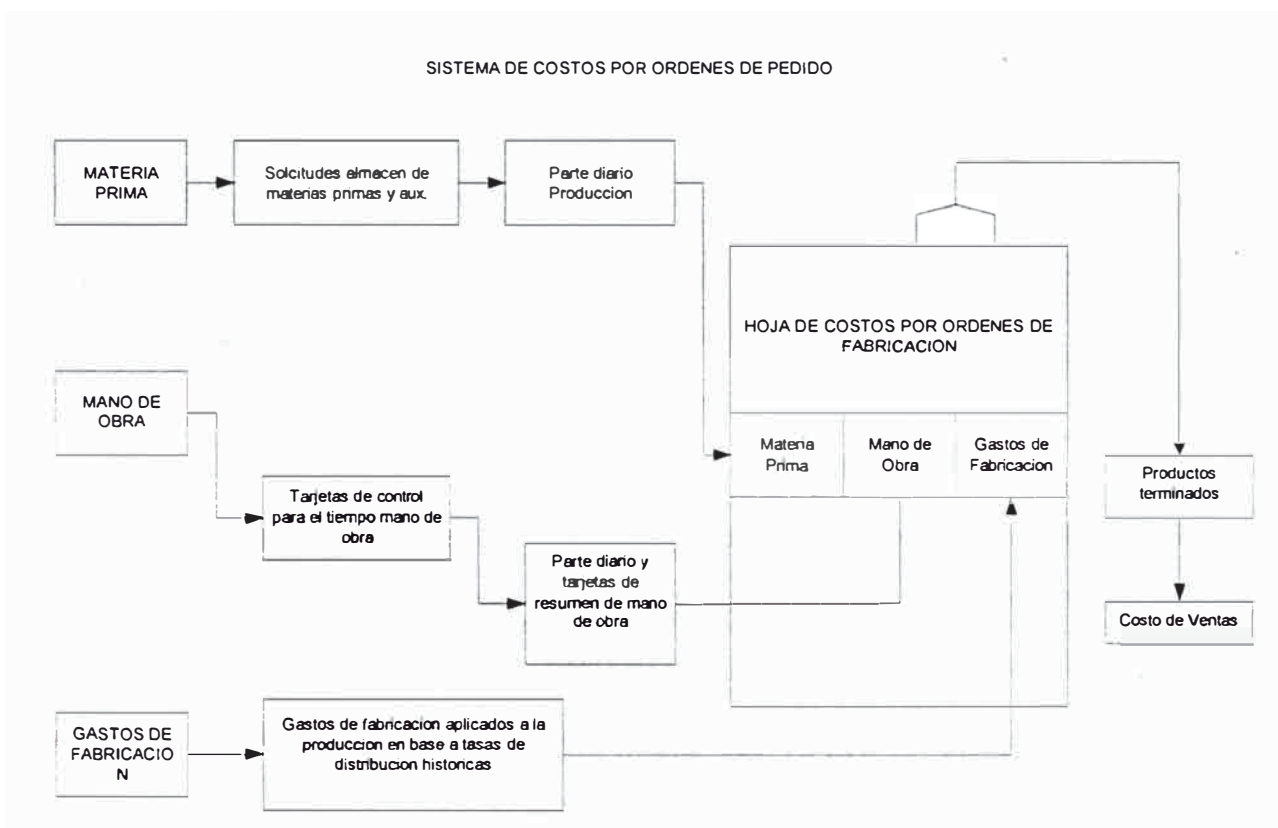 SISTEMA DE COSTOS POR ORDENES DE PEDIDO
MATERIA
PRIMA
Solcitudes almacen de
materias primas y aux.
Parte diario
Produccion
HOJA DE COSTOS POR ORDENES DE
FABRICACION
MANO DE
OBRA
Materia
Prima
Mano de
Obra
Gastos de
Fabricacion
Productos
terminados
Tarjetas de control
para el tiempo mano de
obra
Parte diario y
tarjetas de
resumen de mano
de obra
Costo de Ventas
GASTOS DE
FABRICACIO
N
Gastos de fabricacion aplicados a la
produccion en base a tasas de
distribucion historicas